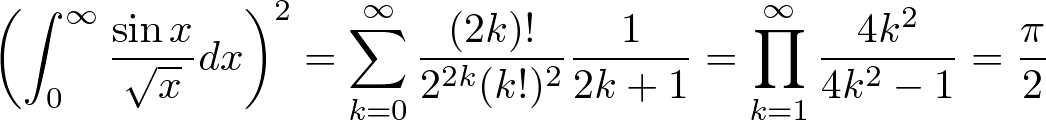 \left( \int_0^\infty \frac{\sin x}{\sqrt{x}} dx \right)^2 = \sum_{k=0}^\infty \frac{(2k)!}{2^{2k}(k!)^2} \frac{1}{2k+1} = \prod_{k=1}^\infty \frac{4k^2}{4k^2-1} = \frac{\pi}{2}